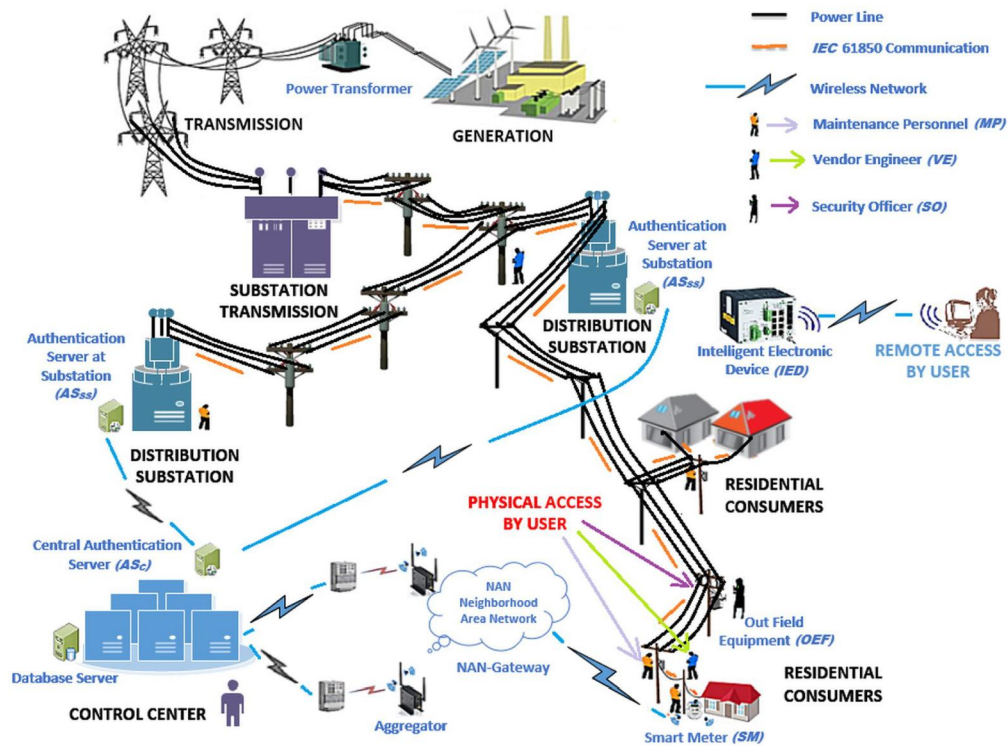 Power Line
IEC 61850 Communication
Wireless Network
Maintenance Personnel (MP)
Vendor Engineer (VE)
Security Officer (SO)
Power Transformer
TRANSMISSION
GENERATION
SUBSTATION
TRANSMISSION
Authentication
Server at
Substation
(ASss)
DISTRIBUTION
SUBSTATION
Intelligent Electronic
Device (IED)
REMOTE ACCESS
BY USER
Authentication
Server at
Substation
(ASss)
DISTRIBUTION
SUBSTATION
RESIDENTIAL
CONSUMERS
PHYSICAL ACCESS
BY USER
Central Authentication
Server (ASC)
NAN
Neighborhood
Area Network
NAN-Gateway
Out Field
Equipment (OEF)
Database Server
CONTROL CENTER
Aggregator
RESIDENTIAL
CONSUMERS
Smart Meter (SM)